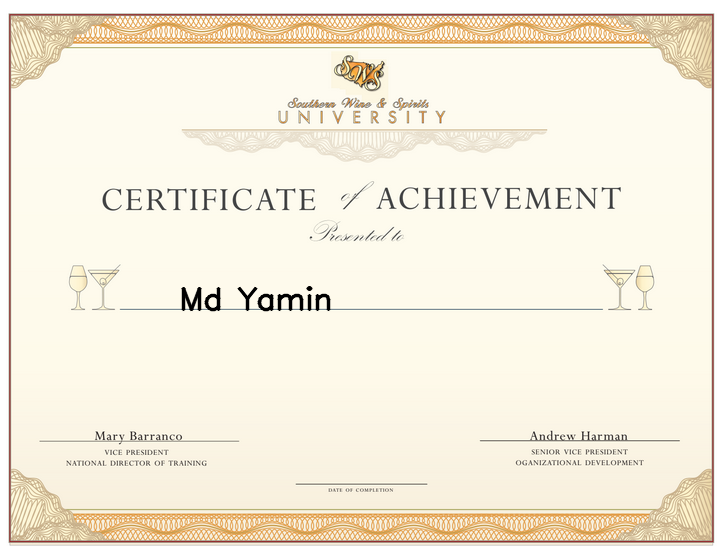 SWS
Southern Wine & Spirits
UNIVERSITY
CERTIFICATE of ACHIEVEMENT
Presented to
Md Yamin
Mary Barranco
VICE PRESIDENT
NATIONAL DIRECTOR OF TRAINING
Andrew Harman
SENIOR VICE PRESIDENT
OGANIZATIONAL DEVELOPMENT
DATE OF COMPLETION